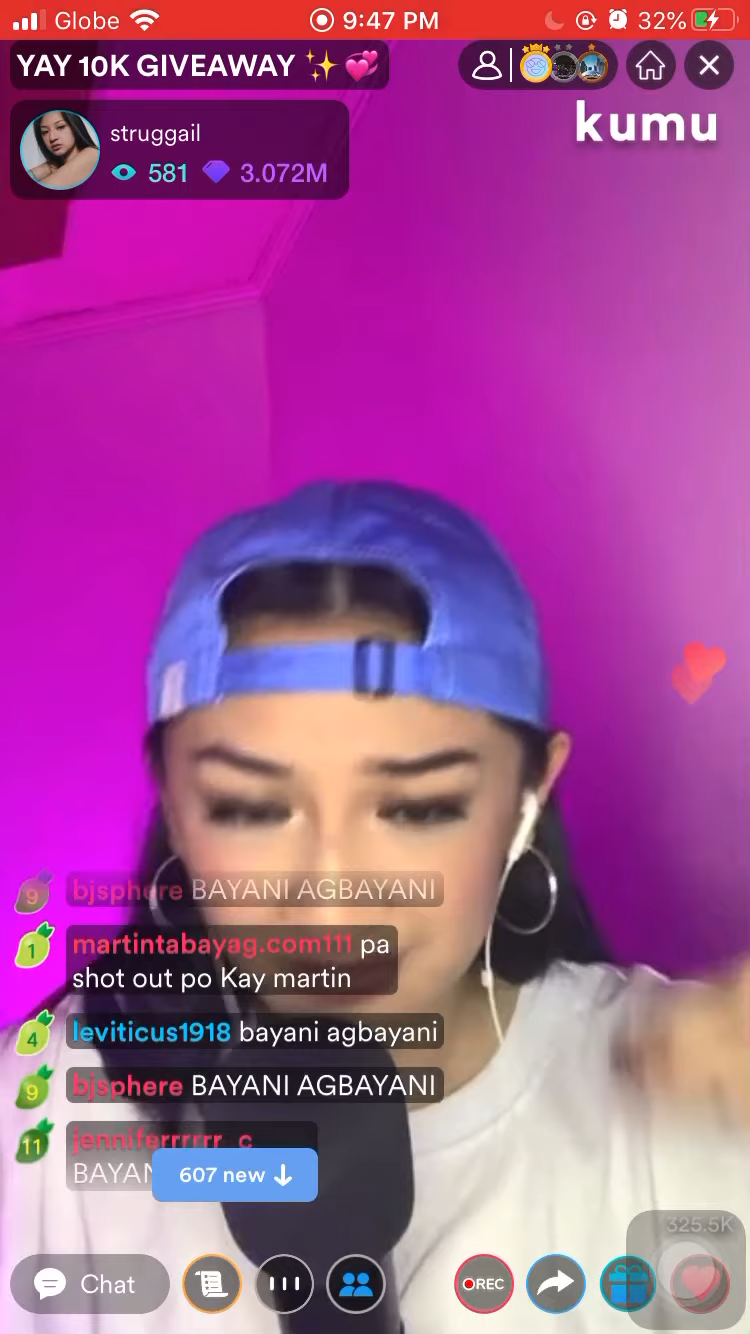 Globe 9:47 PM 32%
YAY 10K GIVEAWAY ✨💞
kumu
struggail
581 3.072M
9 bjsphere BAYANI AGBAYANI
1 martintabayag.com111 pa
shot out po Kay martin
4 leviticus1918 bayani agbayani
9 bjsphere BAYANI AGBAYANI
11 jenniferrrrrr_c
BAYAN
607 new
325.5K
Chat REC